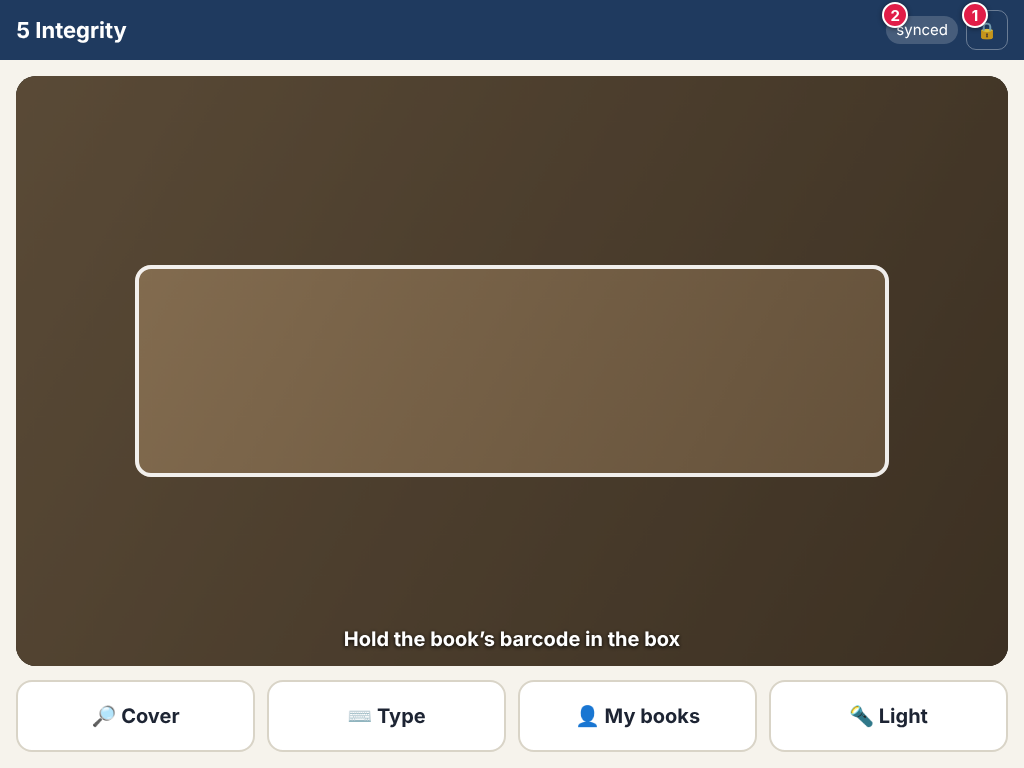 5 Integrity
2
synced
1
Hold the book’s barcode in the box
Cover
Type
My books
Light